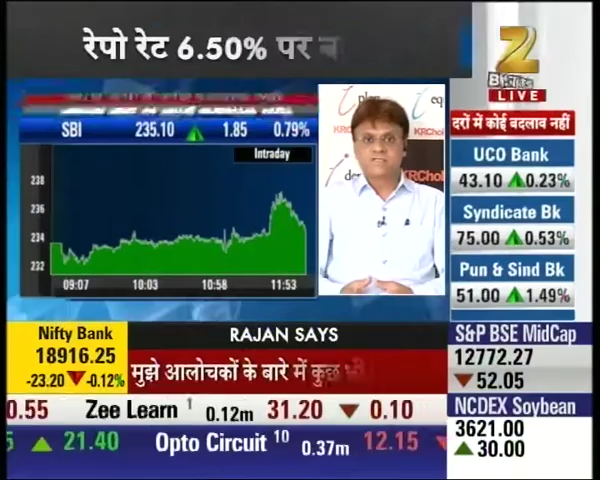 रेपो रेट 6.50% पर
LIVE
SBI 235.10 1.85 0.79%
Intraday
238
236
234
232
09:07 10:03 10:58 11:53
दरों में कोई बदलाव नहीं
UCO Bank
43.10 0.23%
Syndicate Bk
75.00 0.53%
Pun & Sind Bk
51.00 1.49%
Nifty Bank
18916.25
-23.20 -0.12%
RAJAN SAYS
मुझे आलोचकों के बारे में कुछ भी
S&P BSE MidCap
12772.27
52.05
NCDEX Soybean
3621.00
30.00
0.55 Zee Learn 1 0.12m 31.20 0.10
5 21.40 Opto Circuit 10 0.37m 12.15